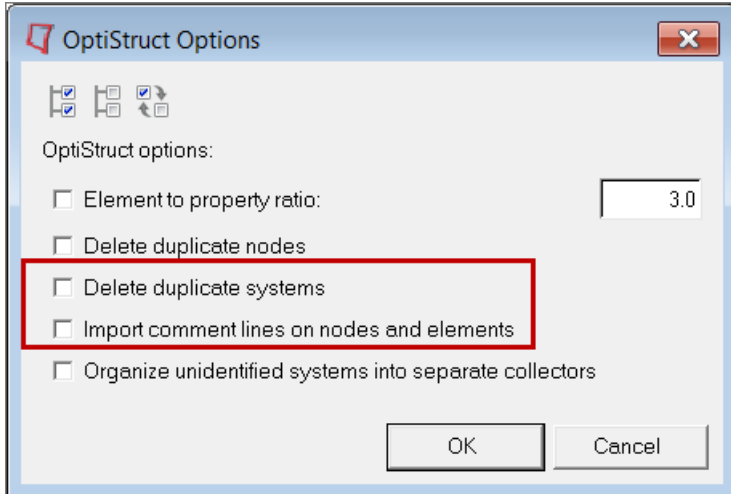 OptiStruct Options
OptiStruct options:
Element to property ratio: 3.0
Delete duplicate nodes
Delete duplicate systems
Import comment lines on nodes and elements
Organize unidentified systems into separate collectors
OK Cancel